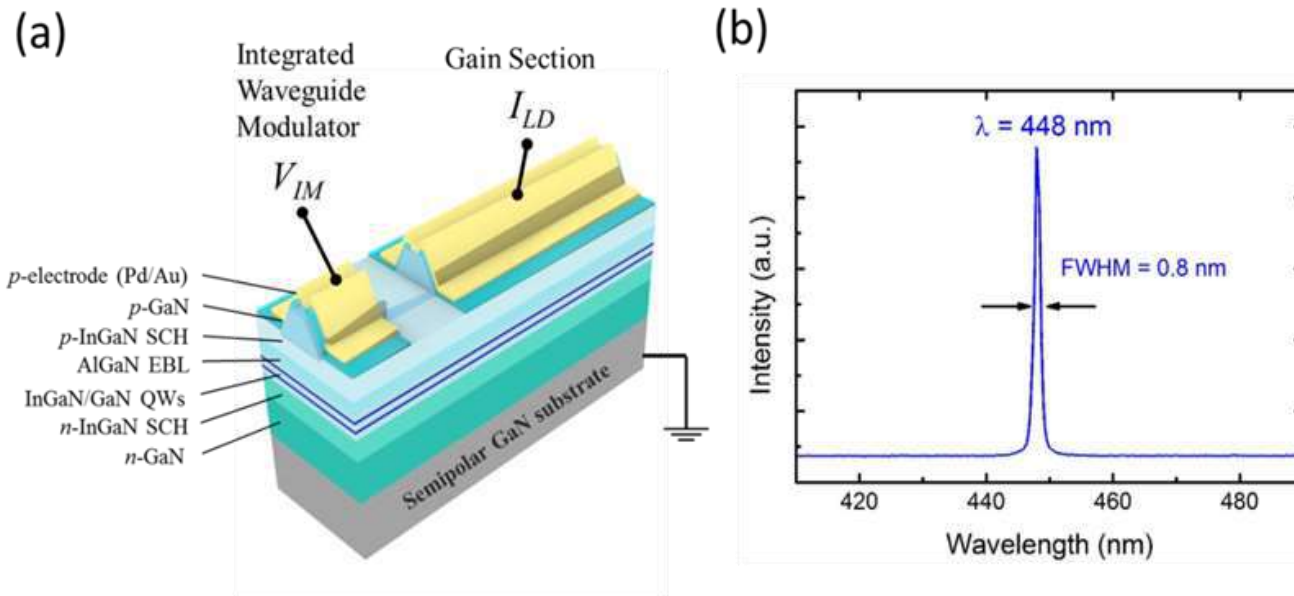 (a)
Integrated
Waveguide
Modulator
Gain Section
I_LD
V_IM
p-electrode (Pd/Au)
p-GaN
p-InGaN SCH
AlGaN EBL
InGaN/GaN QWs
n-InGaN SCH
n-GaN
Semipolar GaN substrate
(b)
λ = 448 nm
FWHM = 0.8 nm
Intensity (a.u.)
420 440 460 480
Wavelength (nm)